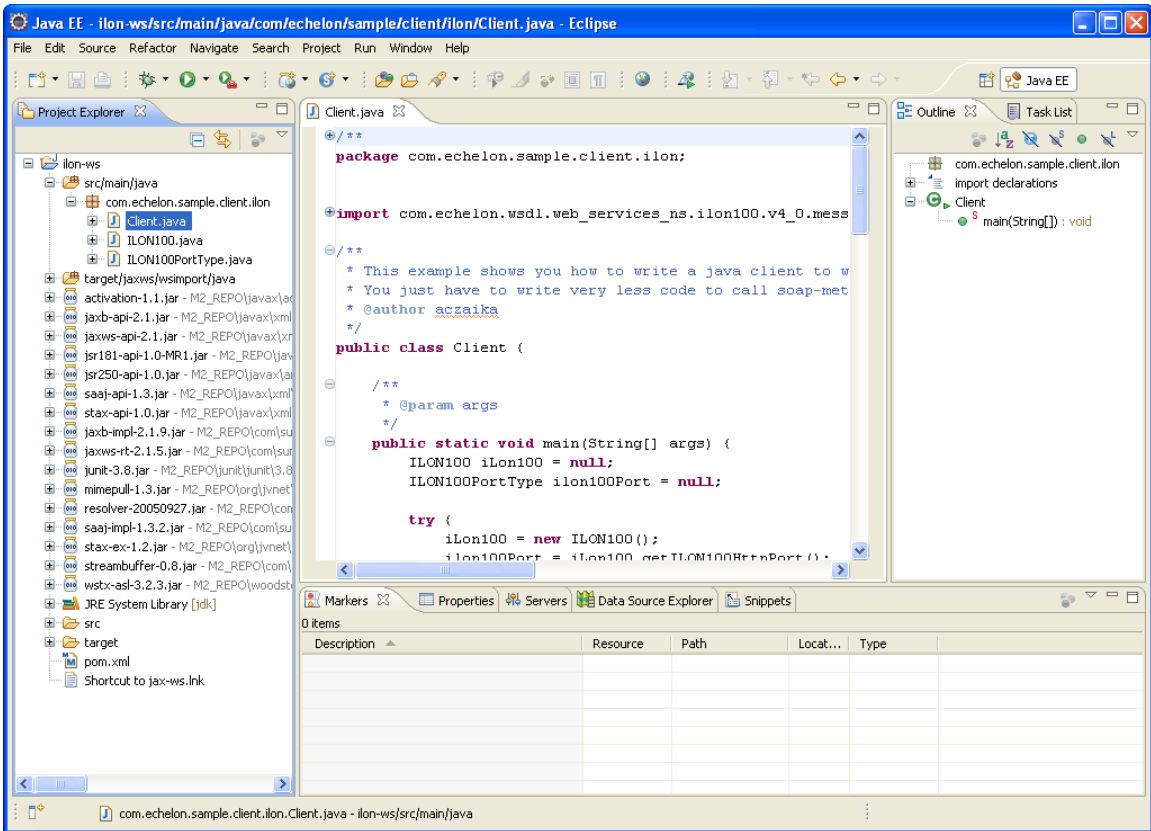 Java EE - ilon-ws/src/main/java/com/echelon/sample/client/ilon/Client.java - Eclipse
File Edit Source Refactor Navigate Search Project Run Window Help
Java EE
Project Explorer
ilon-ws
src/main/java
com.echelon.sample.client.ilon
Client.java
ILON100.java
ILON100PortType.java
target/jaxws/wsimport/java
activation-1.1.jar - M2_REPO\javax\ac
jaxb-api-2.1.jar - M2_REPO\javax\xml
jaxws-api-2.1.jar - M2_REPO\javax\xr
jsr181-api-1.0-MR1.jar - M2_REPO\jav
jsr250-api-1.0.jar - M2_REPO\javax\ai
saaj-api-1.3.jar - M2_REPO\javax\xml'
stax-api-1.0.jar - M2_REPO\javax\xml
jaxb-impl-2.1.9.jar - M2_REPO\com\su
jaxws-rt-2.1.5.jar - M2_REPO\com\sur
junit-3.8.jar - M2_REPO\junit\junit\3.8
mimepull-1.3.jar - M2_REPO\org\jvnet'
resolver-20050927.jar - M2_REPO\con
saaj-impl-1.3.2.jar - M2_REPO\com\su
stax-ex-1.2.jar - M2_REPO\org\jvnet\
streambuffer-0.8.jar - M2_REPO\com\
wstx-asl-3.2.3.jar - M2_REPO\woodst
JRE System Library [jdk]
src
target
pom.xml
Shortcut to jax-ws.lnk
Client.java
/**
package com.echelon.sample.client.ilon;
import com.echelon.wsdl.web_services_ns.ilon100.v4_0.mess
/**
* This example shows you how to write a java client to w
* You just have to write very less code to call soap-met
* @author aczaika
*/
public class Client {
/**
* @param args
*/
public static void main(String[] args) {
ILON100 iLon100 = null;
ILON100PortType ilon100Port = null;
try {
iLon100 = new ILON100();
ilon100Port = iLon100.getILON100HttpPort();
Outline Task List
com.echelon.sample.client.ilon
import declarations
Client
main(String[]) : void
Markers Properties Servers Data Source Explorer Snippets
0 items
Description Resource Path Locat... Type
com.echelon.sample.client.ilon.Client.java - ilon-ws/src/main/java